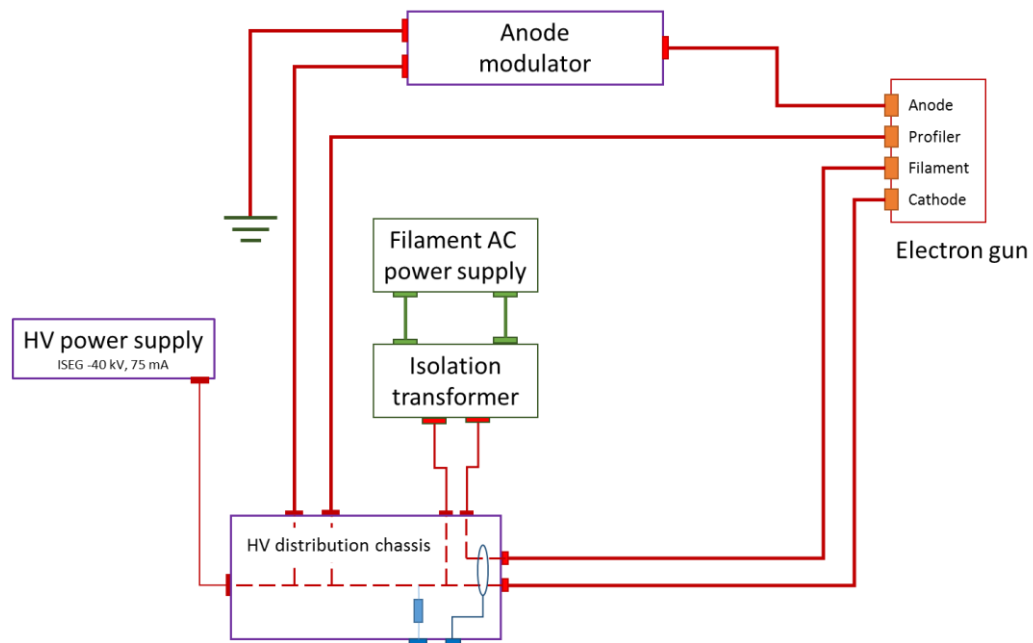 Anode
modulator
Anode
Profiler
Filament
Cathode
Electron gun
Filament AC
power supply
HV power supply
ISEG -40 kV, 75 mA
Isolation
transformer
HV distribution chassis